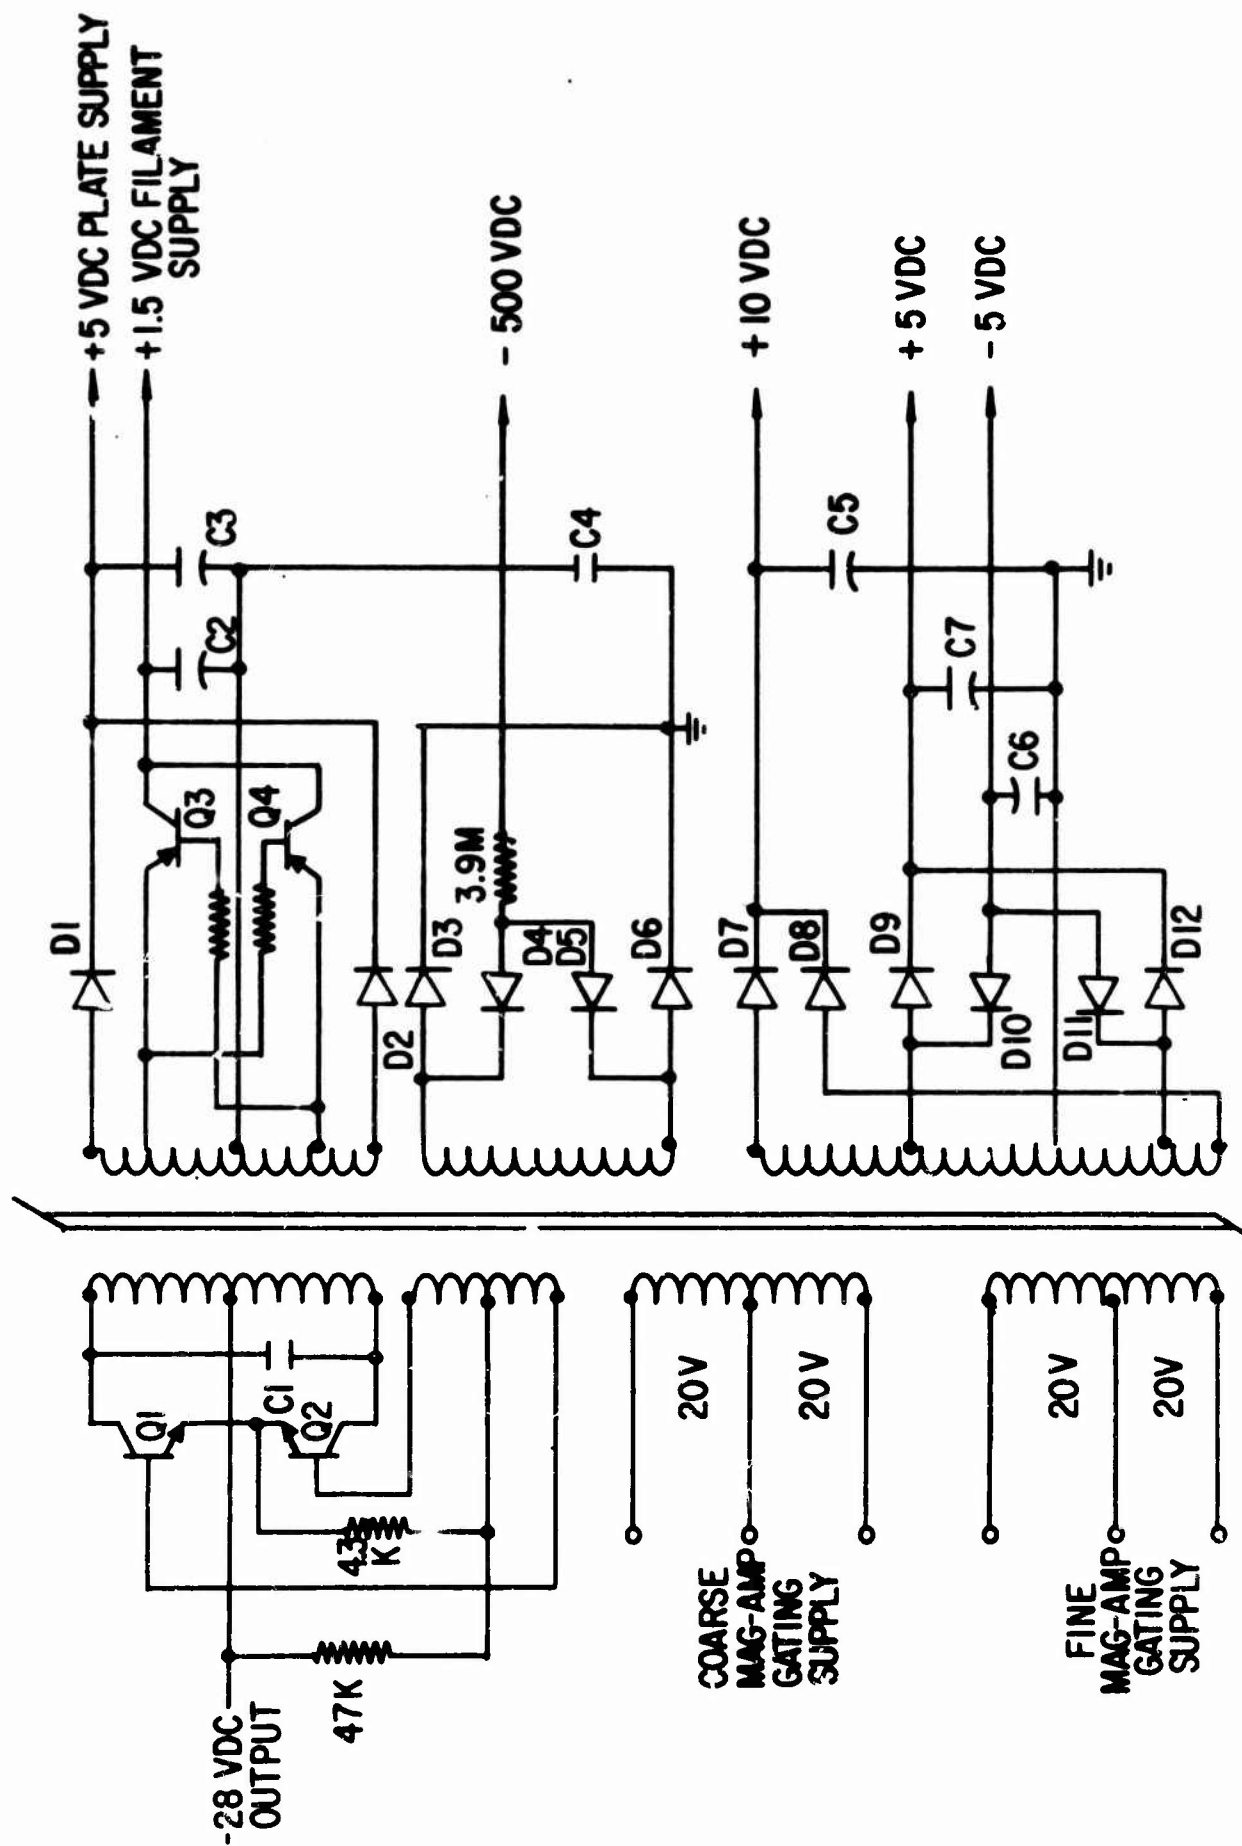 -28 VDC
OUTPUT
47K
43
K
Q1
C1
Q2
COARSE
MAG-AMP
GATING
SUPPLY
20V
20V
FINE
MAG-AMP
GATING
SUPPLY
20V
20V
D1
Q3
Q4
D2
C2
C3
+5 VDC PLATE SUPPLY
+1.5 VDC FILAMENT
SUPPLY
D3
3.9M
D4
D5
D6
C4
- 500 VDC
D7
D8
D9
D10
D11
D12
C5
C7
C6
+ 10 VDC
+ 5 VDC
- 5 VDC